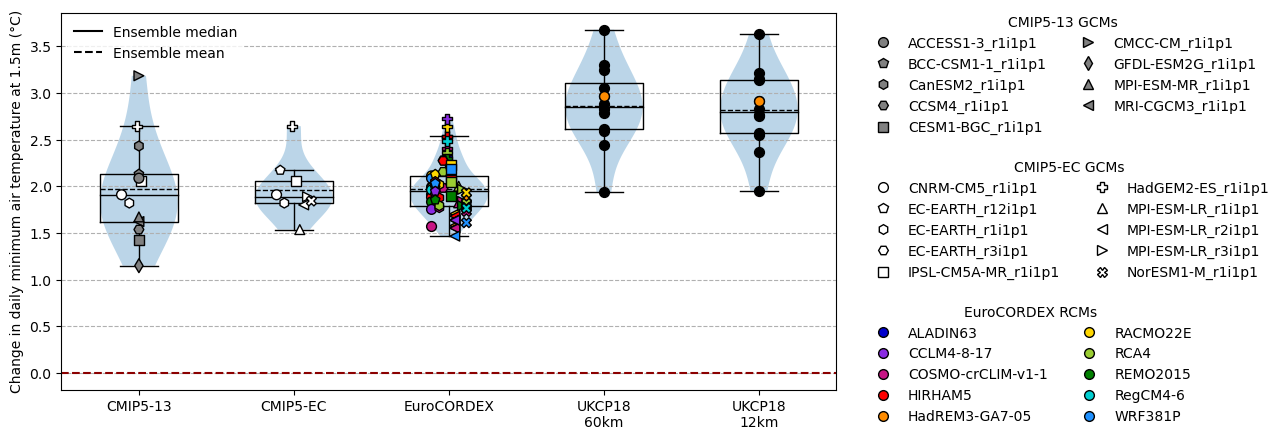 Change in daily minimum air temperature at 1.5m (°C)
3.5
3.0
2.5
2.0
1.5
1.0
0.5
0.0
Ensemble median
Ensemble mean
CMIP5-13
CMIP5-EC
EuroCORDEX
UKCP18
60km
UKCP18
12km
CMIP5-13 GCMs
ACCESS1-3_r1i1p1
BCC-CSM1-1_r1i1p1
CanESM2_r1i1p1
CCSM4_r1i1p1
CESM1-BGC_r1i1p1
CMCC-CM_r1i1p1
GFDL-ESM2G_r1i1p1
MPI-ESM-MR_r1i1p1
MRI-CGCM3_r1i1p1
CMIP5-EC GCMs
CNRM-CM5_r1i1p1
EC-EARTH_r12i1p1
EC-EARTH_r1i1p1
EC-EARTH_r3i1p1
IPSL-CM5A-MR_r1i1p1
HadGEM2-ES_r1i1p1
MPI-ESM-LR_r1i1p1
MPI-ESM-LR_r2i1p1
MPI-ESM-LR_r3i1p1
NorESM1-M_r1i1p1
EuroCORDEX RCMs
ALADIN63
CCLM4-8-17
COSMO-crCLIM-v1-1
HIRHAM5
HadREM3-GA7-05
RACMO22E
RCA4
REMO2015
RegCM4-6
WRF381P